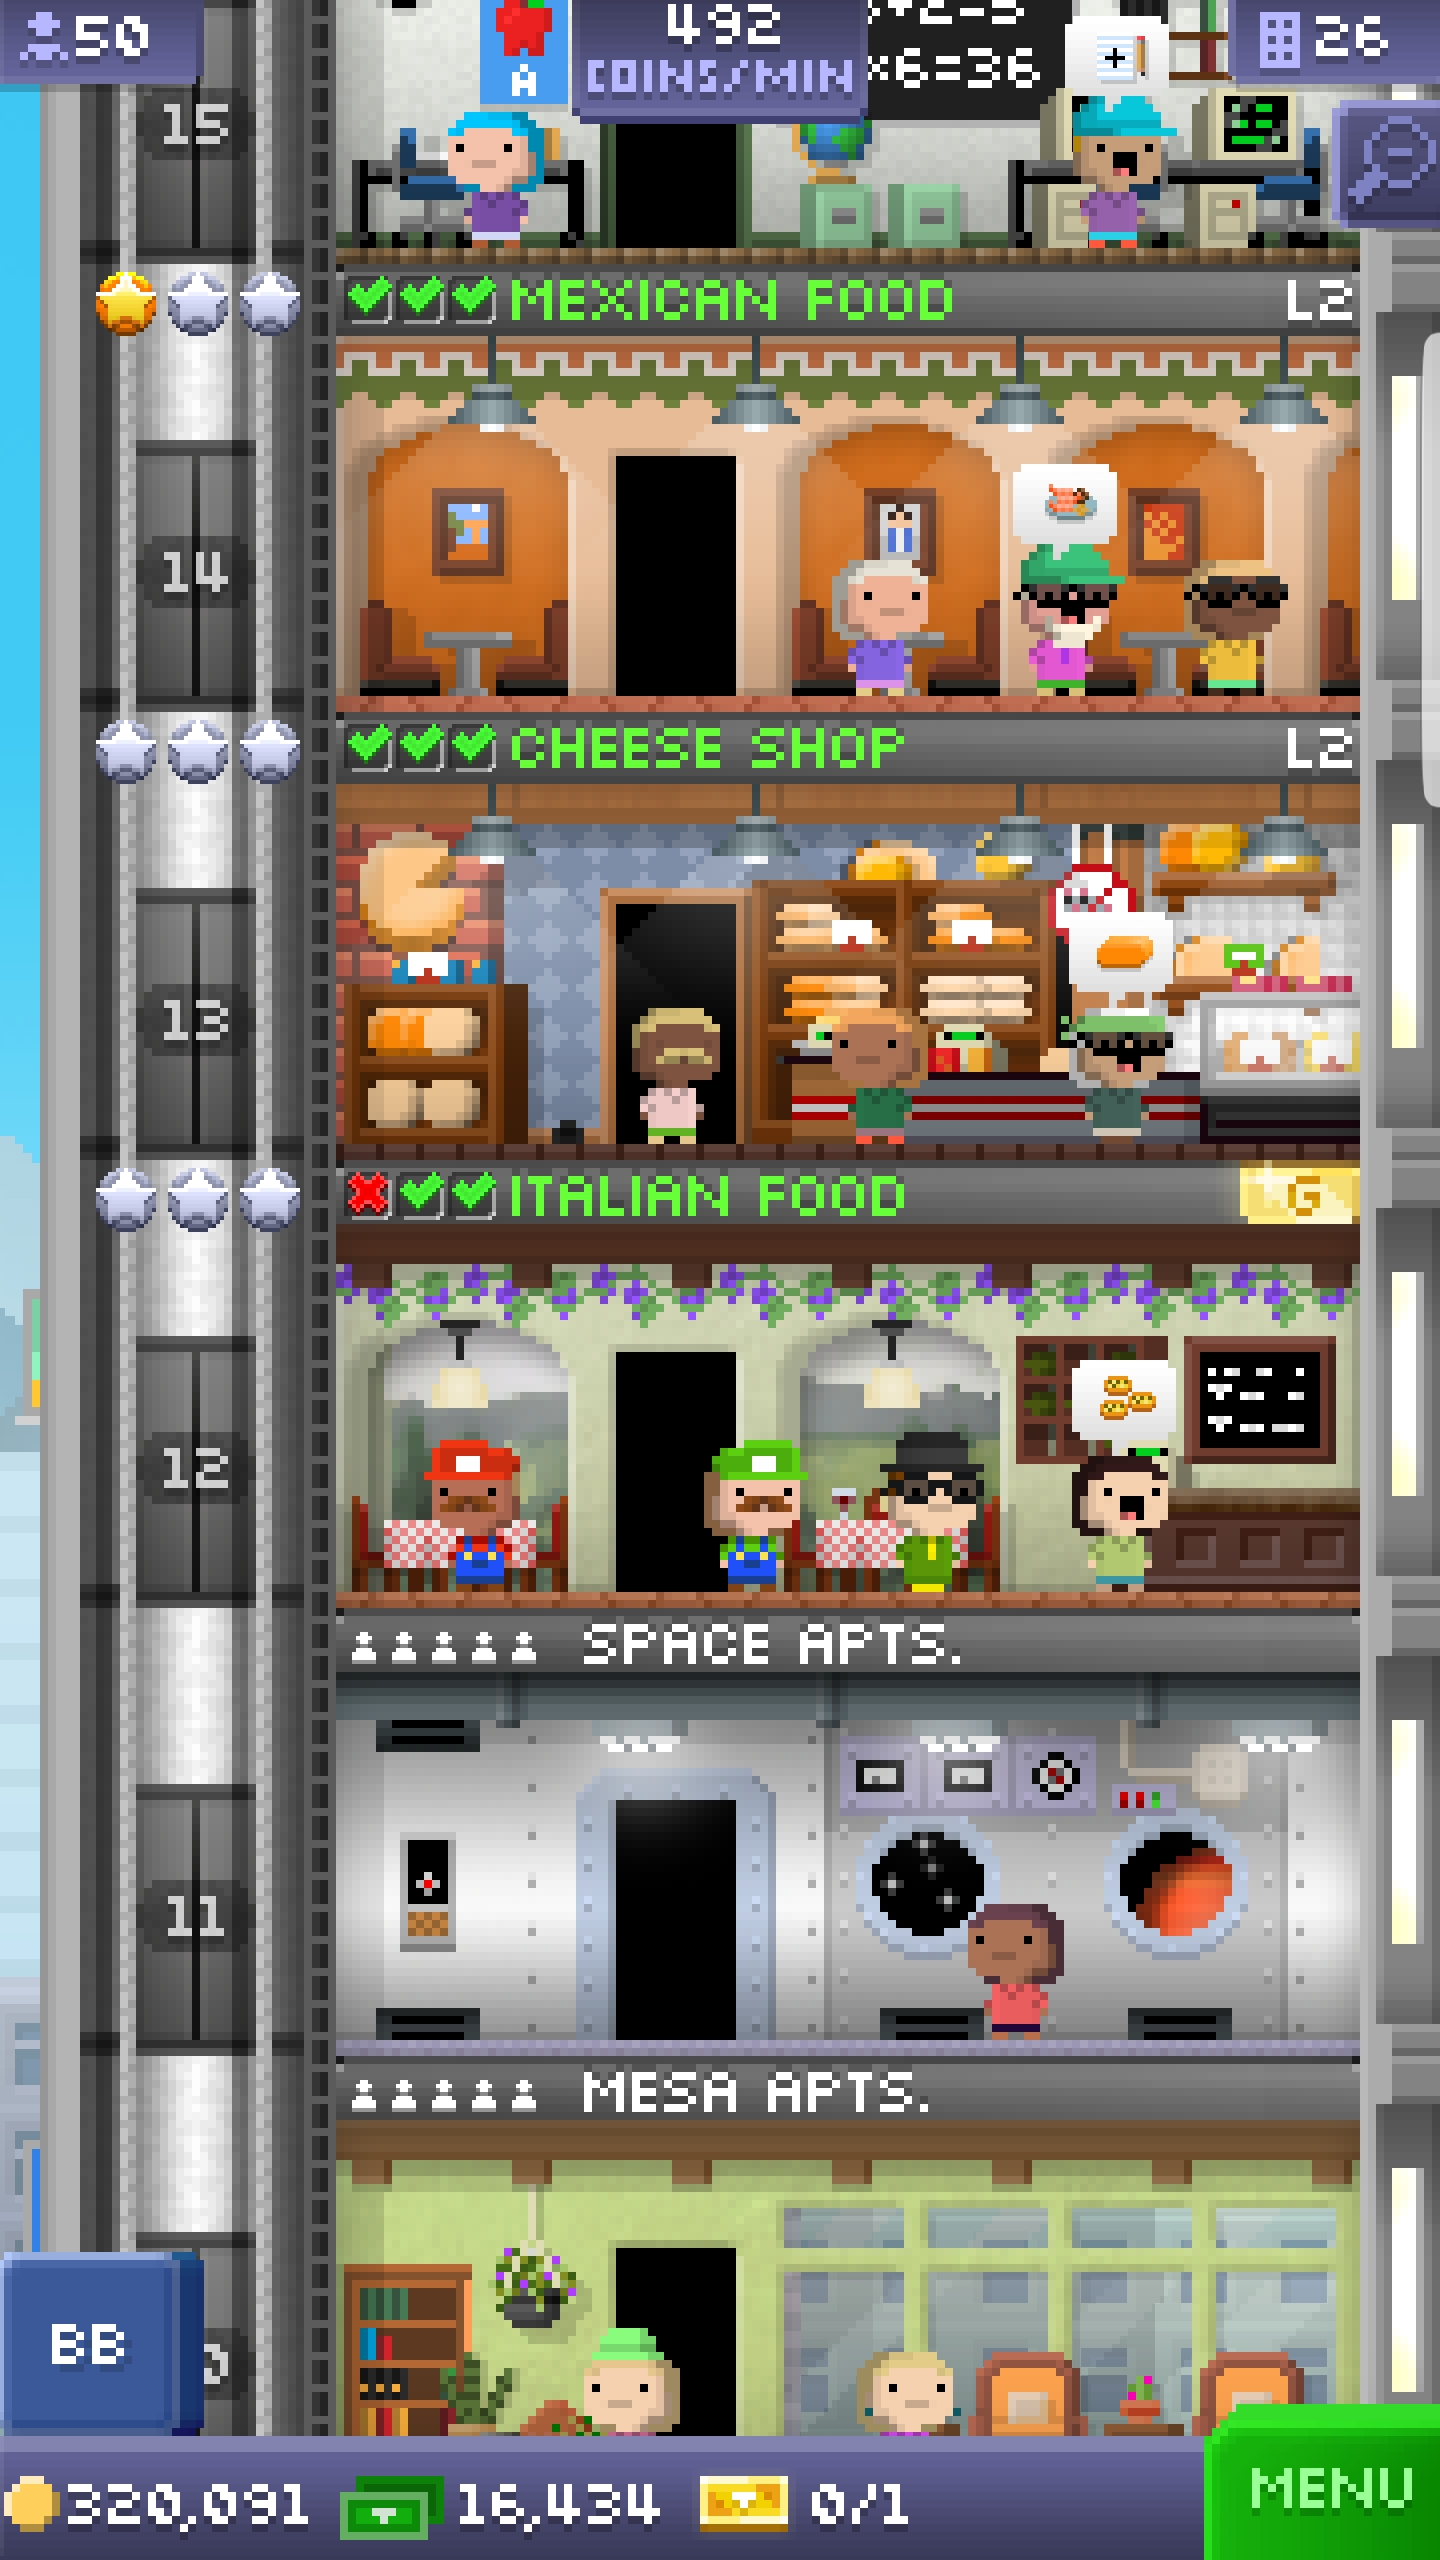 50
492
COINS/MIN
26
A
×6=36
15
MEXICAN FOOD L2
14
CHEESE SHOP L2
13
ITALIAN FOOD G
12
SPACE APTS.
11
MESA APTS.
BB
320,091 16,434 0/1
MENU